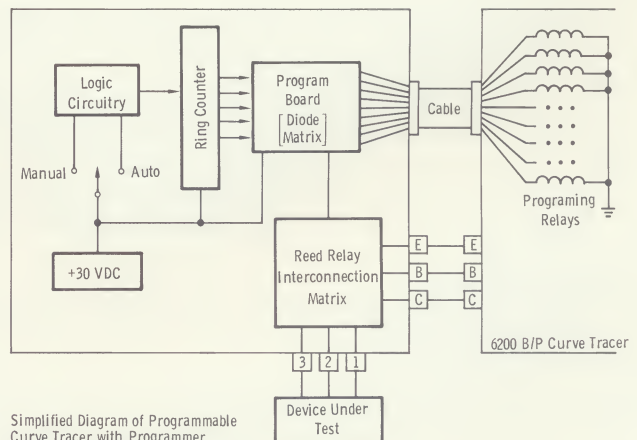 Logic
Circuitry
Manual
Auto
+30 VDC
Ring Counter
Program
Board
[Diode
Matrix]
Cable
Programing
Relays
Reed Relay
Interconnection
Matrix
E
B
C
E
B
C
6200 B/P Curve Tracer
3 2 1
Device Under
Test
Simplified Diagram of Programmable
Curve Tracer with Programmer